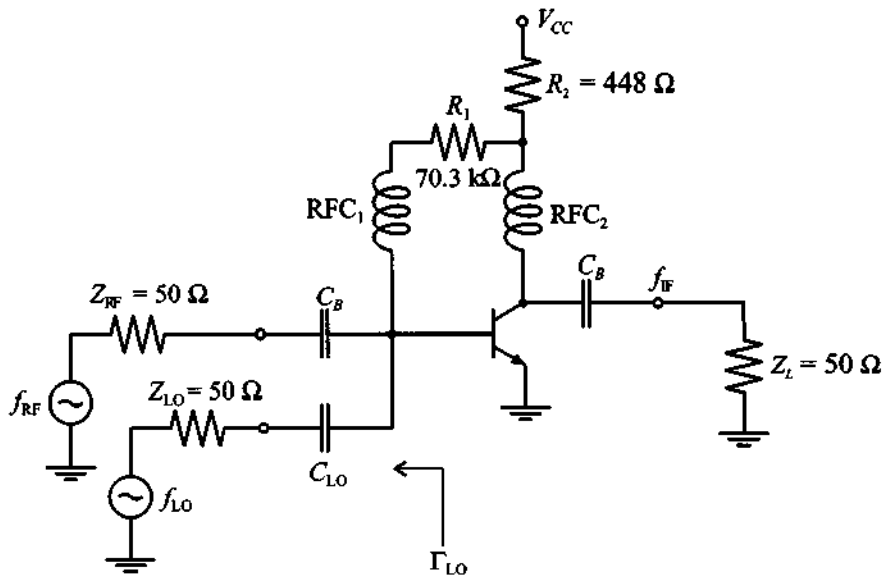 V_CC
R_2 = 448 Ω
R_1
70.3 kΩ
RFC_1
RFC_2
C_B
f_IF
Z_RF = 50 Ω
C_B
Z_L = 50 Ω
f_RF
Z_LO = 50 Ω
C_LO
f_LO
Γ_LO